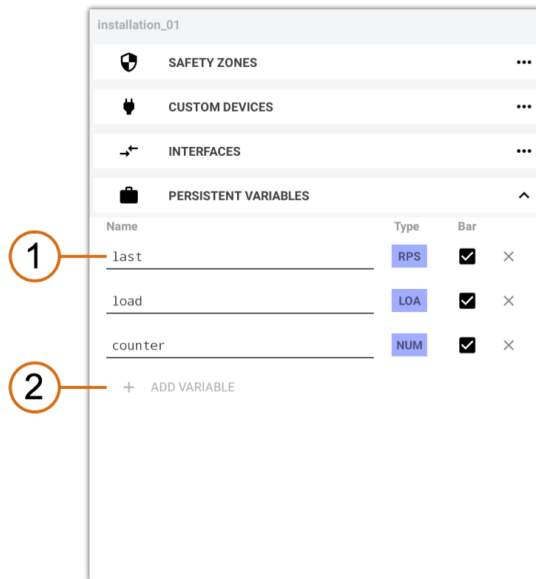 installation_01
SAFETY ZONES
CUSTOM DEVICES
INTERFACES
PERSISTENT VARIABLES
Name Type Bar
1 last RPS
load LOA
counter NUM
2 + ADD VARIABLE